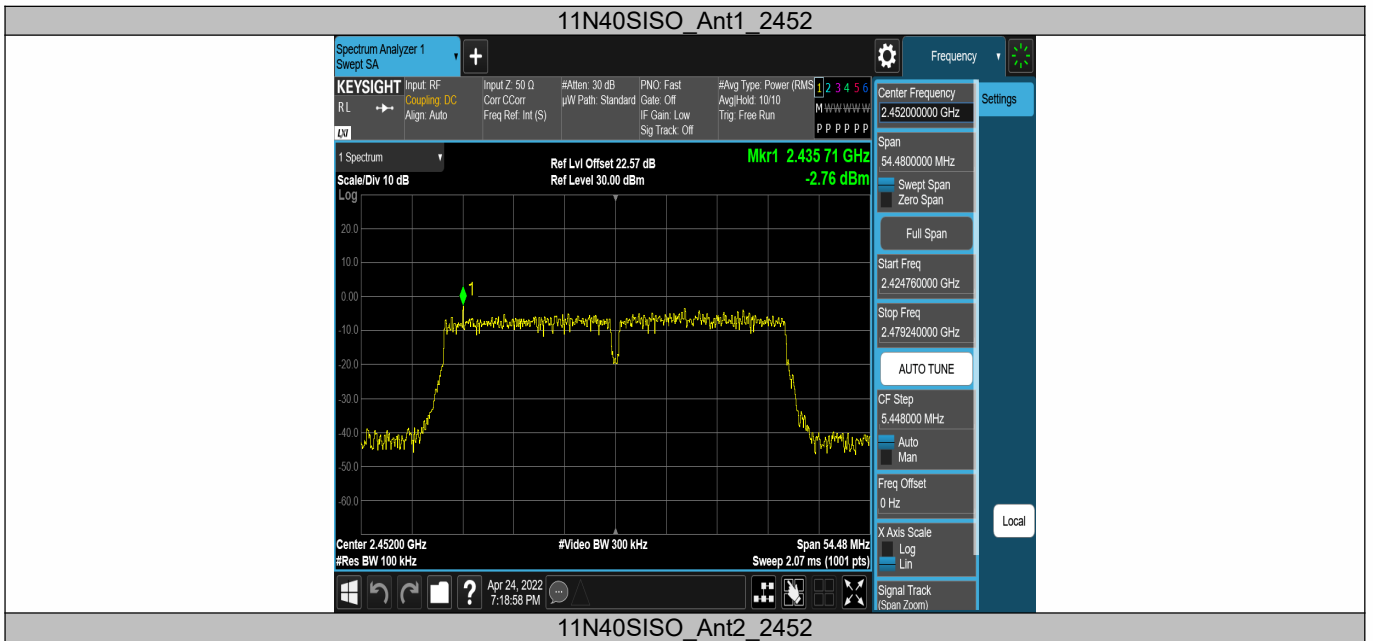 11N40SISO_Ant1_2452
Spectrum Analyzer 1
Swept SA
Frequency
KEYSIGHT
R L
LXI
Input: RF
Coupling: DC
Align: Auto
Input Z: 50 Ω
Corr CCorr
Freq Ref: Int (S)
#Atten: 30 dB
µW Path: Standard
PNO: Fast
Gate: Off
IF Gain: Low
Sig Track: Off
#Avg Type: Power (RMS
Avg|Hold: 10/10
Trig: Free Run
1 2 3 4 5 6
M W W W W W
P P P P P P
1 Spectrum
Scale/Div 10 dB
Log
Ref Lvl Offset 22.57 dB
Ref Level 30.00 dBm
Mkr1 2.435 71 GHz
-2.76 dBm
20.0
10.0
0.00
-10.0
-20.0
-30.0
-40.0
-50.0
-60.0
1
Center 2.45200 GHz
#Res BW 100 kHz
#Video BW 300 kHz
Span 54.48 MHz
Sweep 2.07 ms (1001 pts)
Apr 24, 2022
7:18:58 PM
Center Frequency
2.452000000 GHz
Span
54.4800000 MHz
Swept Span
Zero Span
Full Span
Start Freq
2.424760000 GHz
Stop Freq
2.479240000 GHz
AUTO TUNE
CF Step
5.448000 MHz
Auto
Man
Freq Offset
0 Hz
X Axis Scale
Log
Lin
Signal Track
(Span Zoom)
Settings
Local
11N40SISO_Ant2_2452